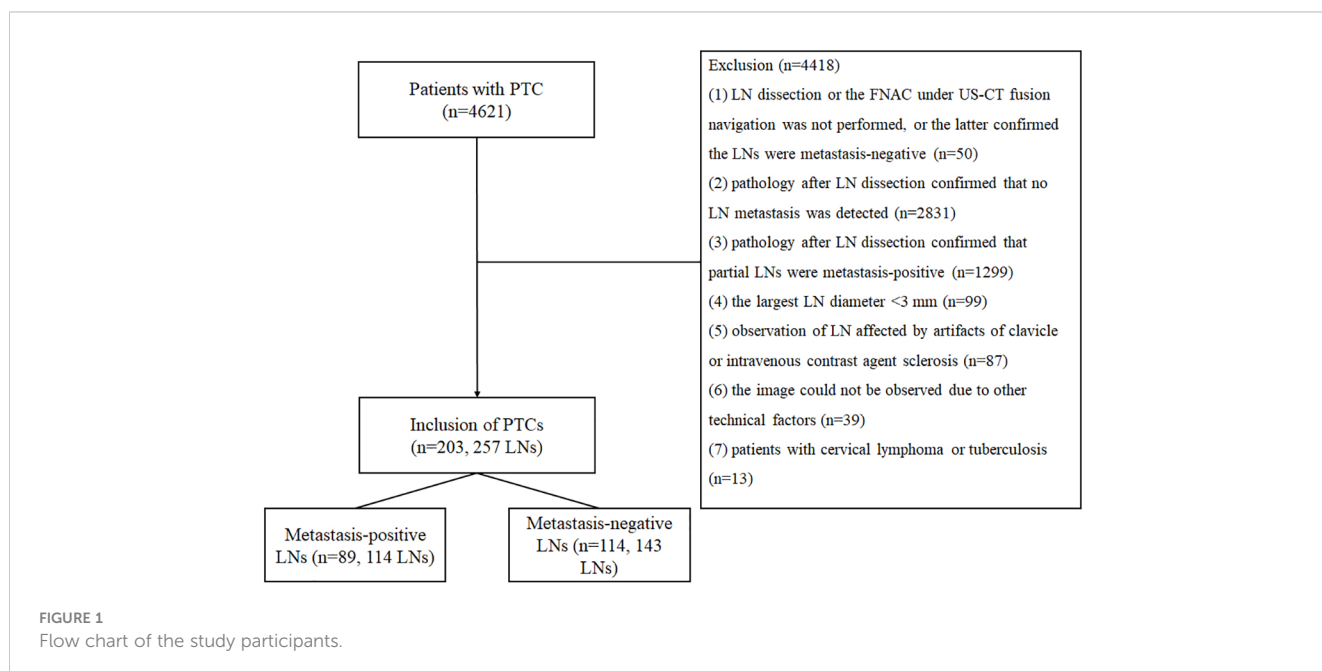 Patients with PTC
(n=4621)
Exclusion (n=4418)
(1) LN dissection or the FNAC under US-CT fusion
navigation was not performed, or the latter confirmed
the LNs were metastasis-negative (n=50)
(2) pathology after LN dissection confirmed that no
LN metastasis was detected (n=2831)
(3) pathology after LN dissection confirmed that
partial LNs were metastasis-positive (n=1299)
(4) the largest LN diameter <3 mm (n=99)
(5) observation of LN affected by artifacts of clavicle
or intravenous contrast agent sclerosis (n=87)
(6) the image could not be observed due to other
technical factors (n=39)
(7) patients with cervical lymphoma or tuberculosis
(n=13)
Inclusion of PTCs
(n=203, 257 LNs)
Metastasis-positive
LNs (n=89, 114 LNs)
Metastasis-negative
LNs (n=114, 143
LNs)
FIGURE 1
Flow chart of the study participants.